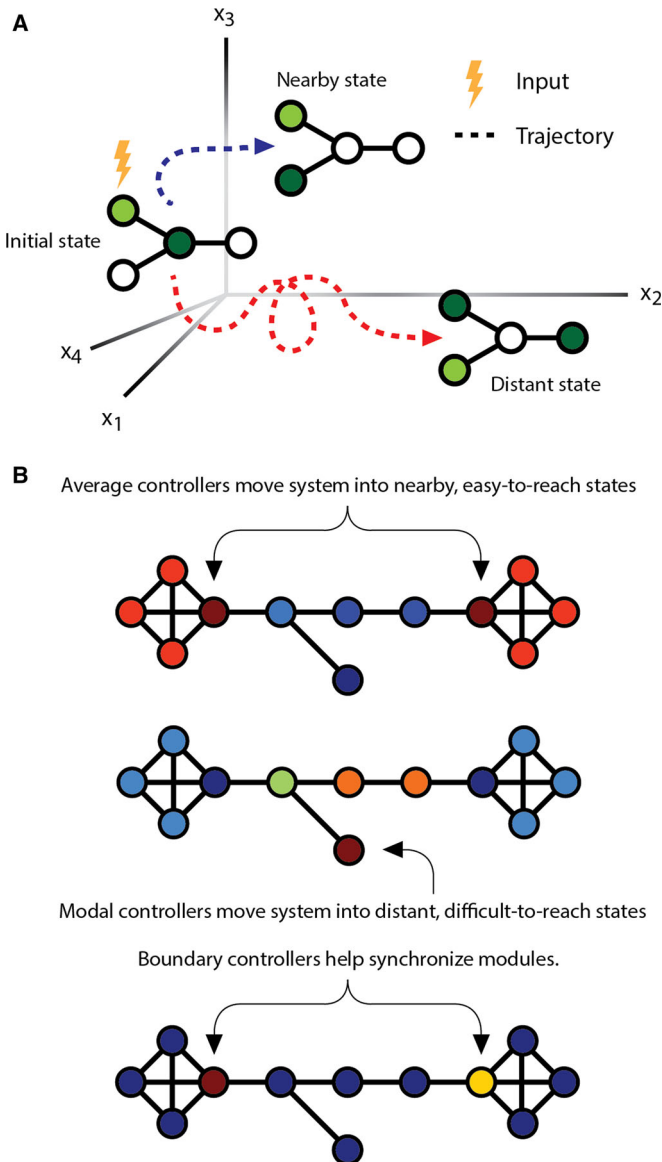 A
x3
Nearby state
Input
Trajectory
Initial state
x2
x4
x1
Distant state
B
Average controllers move system into nearby, easy-to-reach states
Modal controllers move system into distant, difficult-to-reach states
Boundary controllers help synchronize modules.